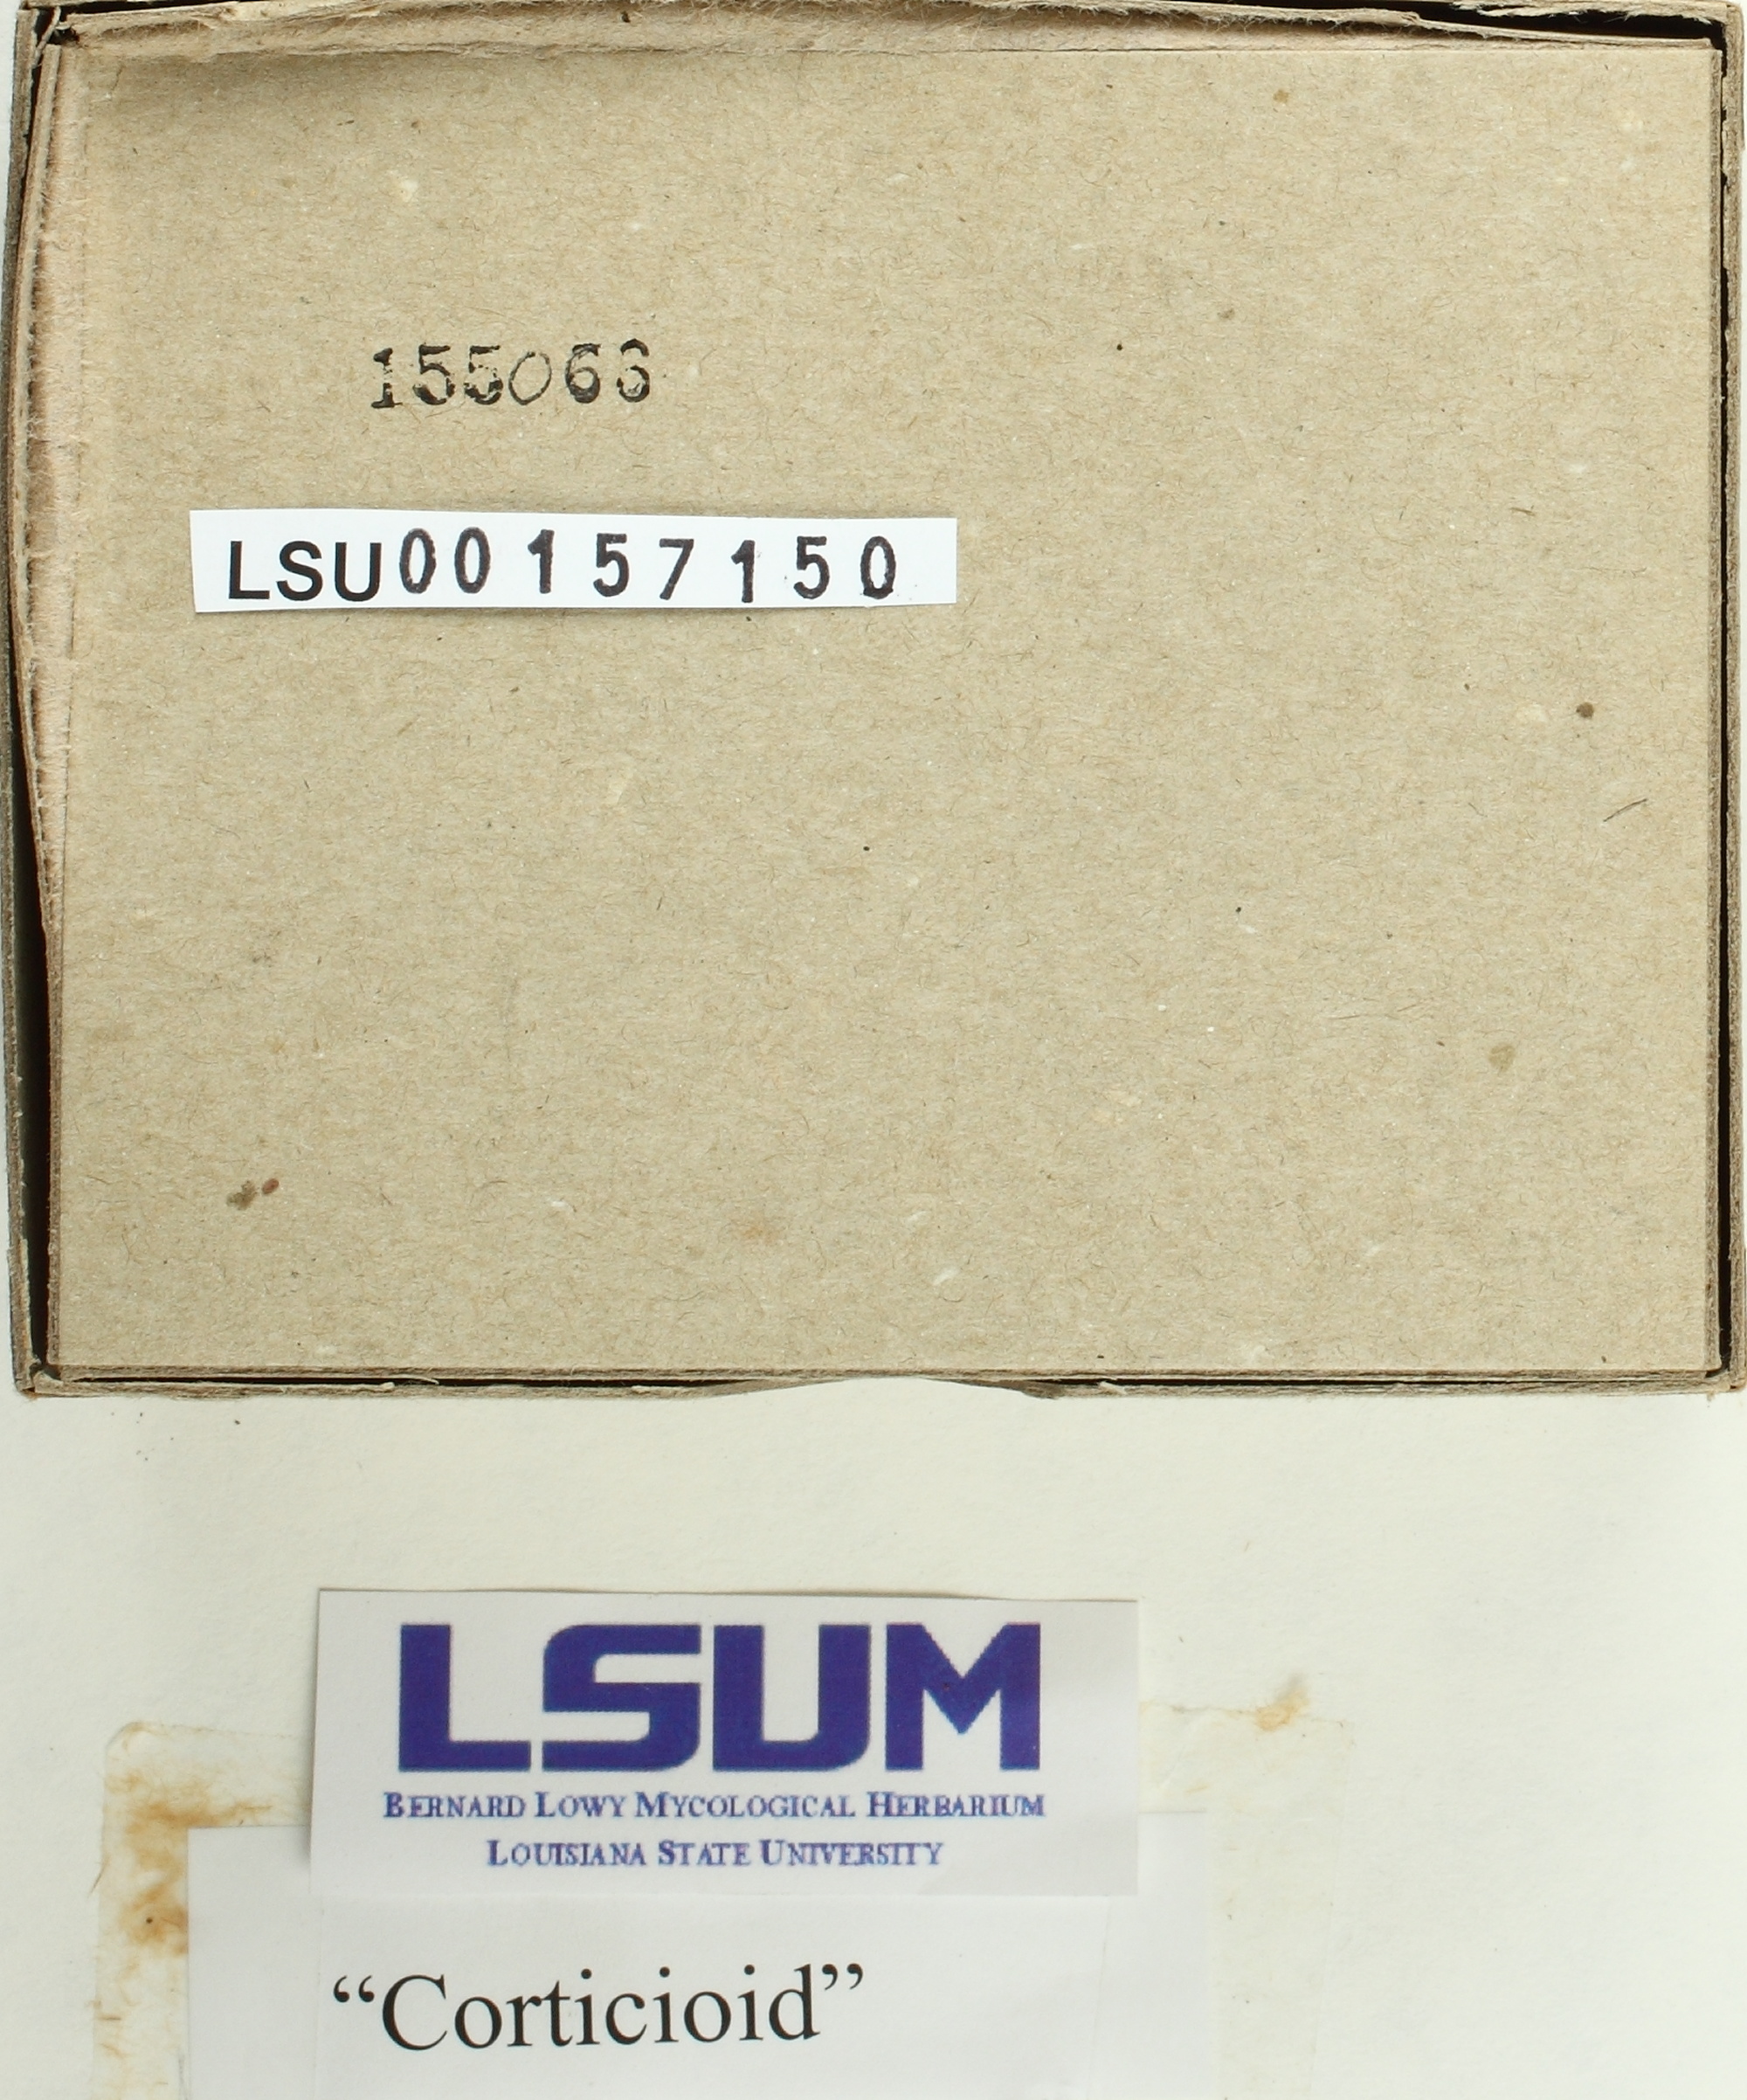 155066
LSU00157150
LSUM
BERNARD LOWY MYCOLOGICAL HERBARIUM
LOUISIANA STATE UNIVERSITY
“Corticioid”